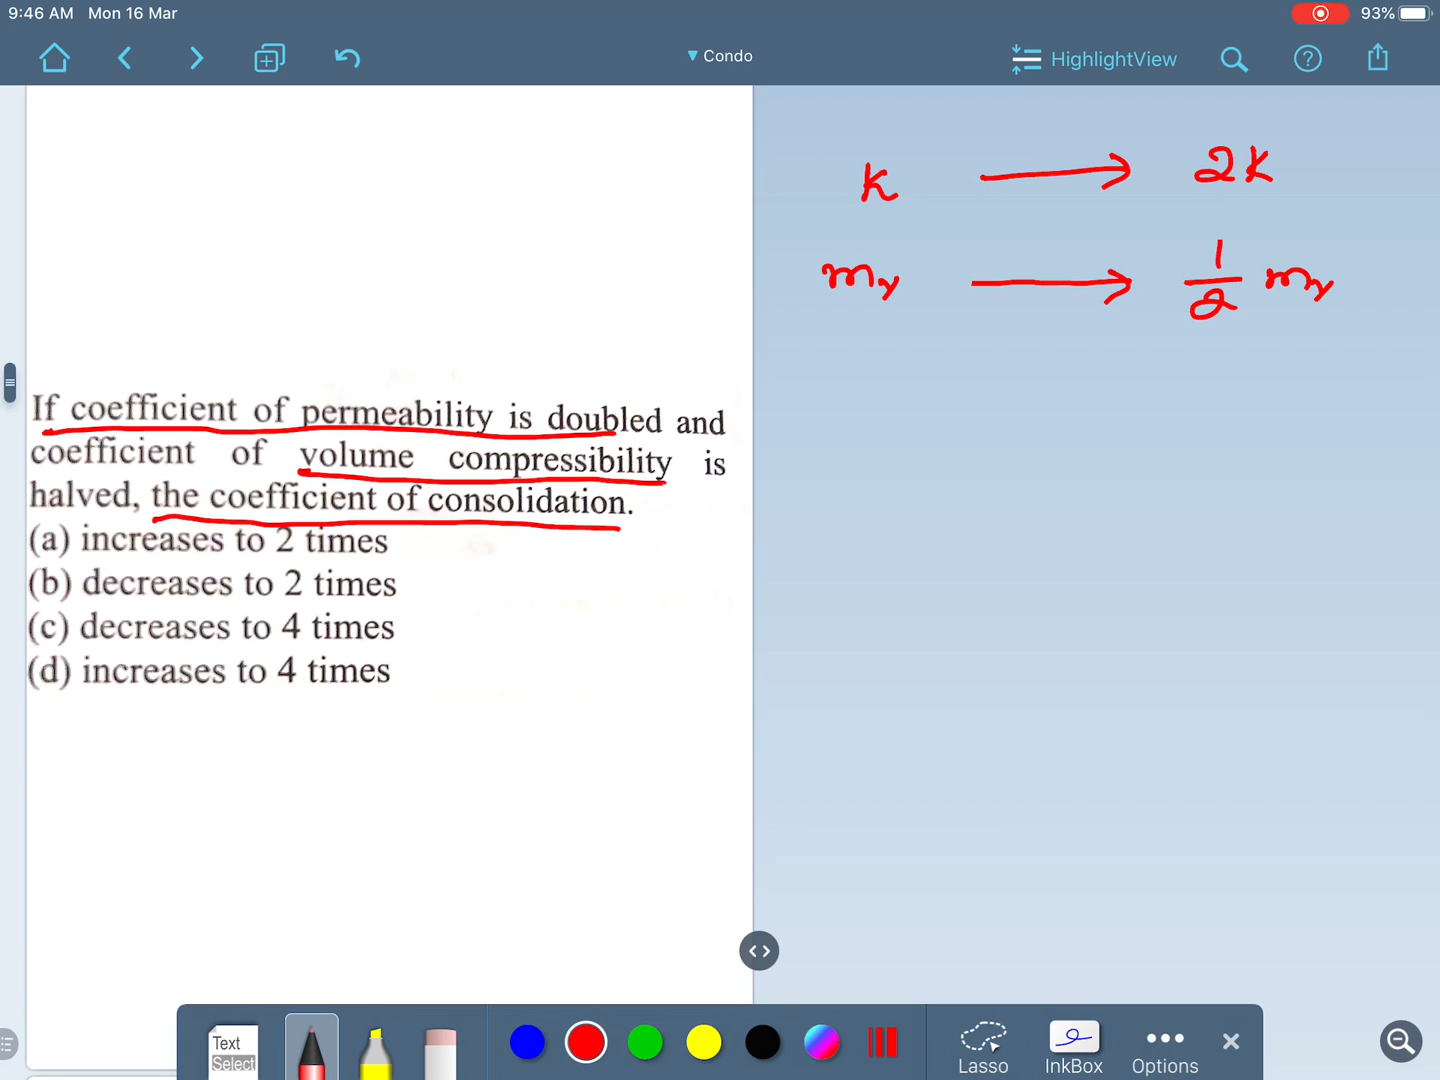 9:46 AM Mon 16 Mar
93%
Condo
HighlightView
k → 2k
mv → 1/2 mv
If coefficient of permeability is doubled and
coefficient of volume compressibility is
halved, the coefficient of consolidation.
(a) increases to 2 times
(b) decreases to 2 times
(c) decreases to 4 times
(d) increases to 4 times
Text
Select
Lasso
InkBox
Options